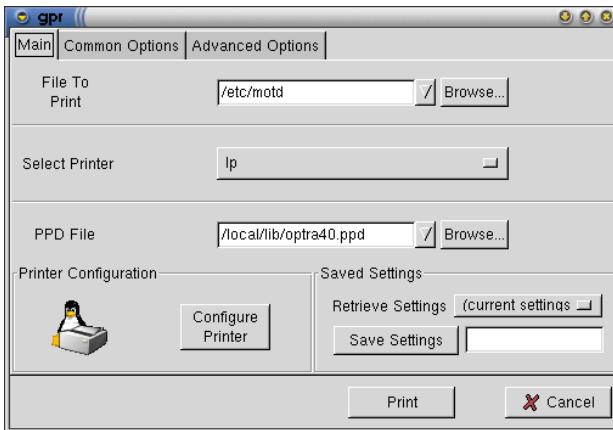 gpr
Main Common Options Advanced Options
File To
Print
/etc/motd
Browse...
Select Printer
lp
PPD File
/local/lib/optra40.ppd
Browse...
Printer Configuration
Configure
Printer
Saved Settings
Retrieve Settings (current settings
Save Settings
Print
Cancel